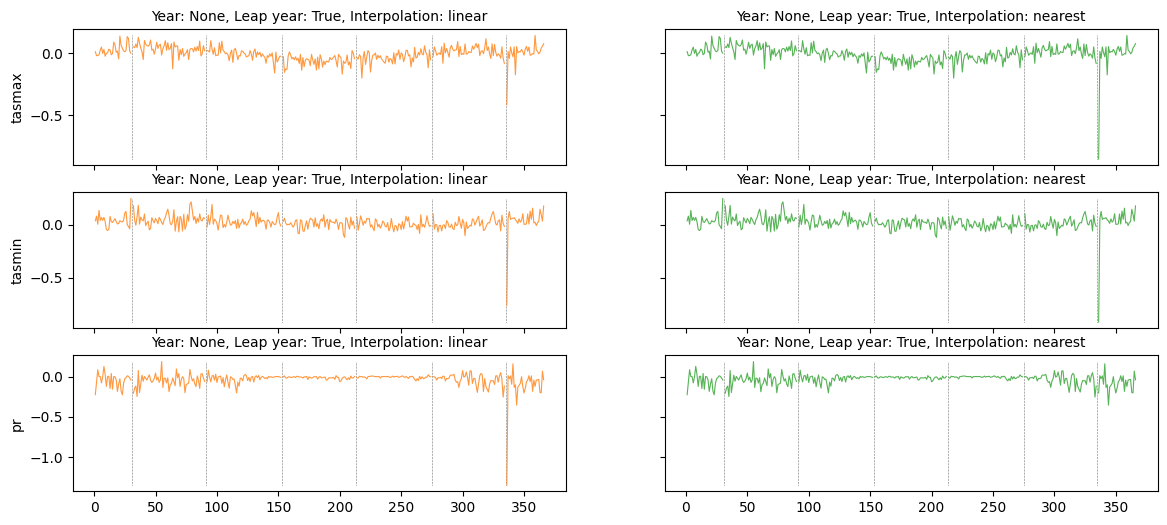 Year: None, Leap year: True, Interpolation: linear
Year: None, Leap year: True, Interpolation: nearest
0.0
−0.5
tasmax
Year: None, Leap year: True, Interpolation: linear
Year: None, Leap year: True, Interpolation: nearest
0.0
−0.5
tasmin
Year: None, Leap year: True, Interpolation: linear
Year: None, Leap year: True, Interpolation: nearest
0.0
−0.5
−1.0
pr
0 50 100 150 200 250 300 350
0 50 100 150 200 250 300 350